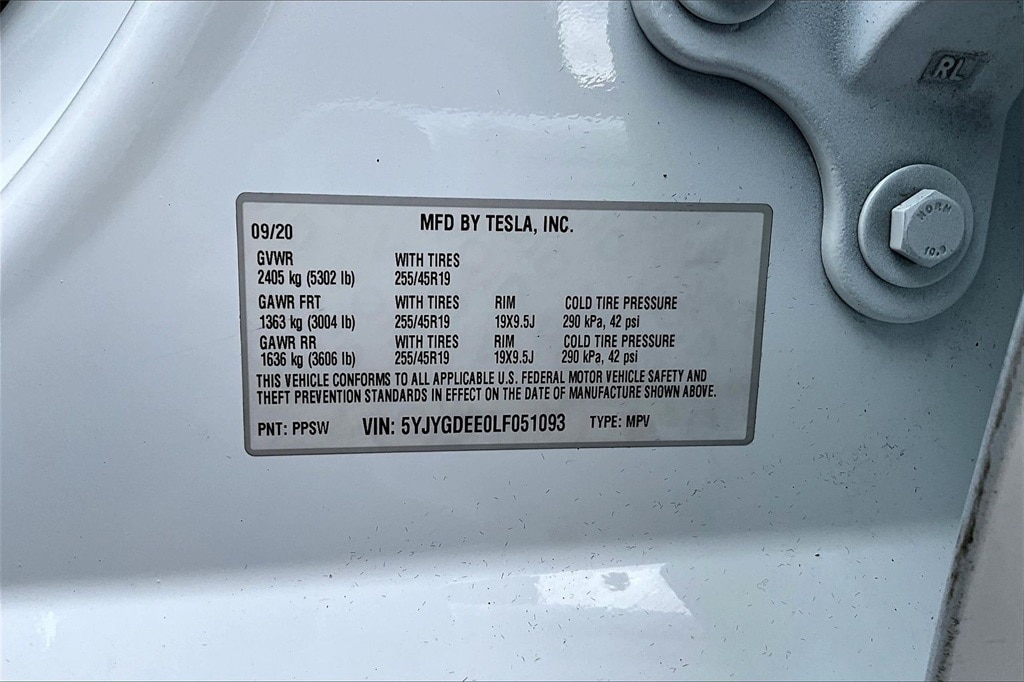 RL
NORM
10.9
MFD BY TESLA, INC.
09/20
GVWR WITH TIRES
2405 kg (5302 lb) 255/45R19
GAWR FRT WITH TIRES RIM COLD TIRE PRESSURE
1363 kg (3004 lb) 255/45R19 19X9.5J 290 kPa, 42 psi
GAWR RR WITH TIRES RIM COLD TIRE PRESSURE
1636 kg (3606 lb) 255/45R19 19X9.5J 290 kPa, 42 psi
THIS VEHICLE CONFORMS TO ALL APPLICABLE U.S. FEDERAL MOTOR VEHICLE SAFETY AND
THEFT PREVENTION STANDARDS IN EFFECT ON THE DATE OF MANUFACTURE SHOWN ABOVE.
PNT: PPSW VIN: 5YJYGDEE0LF051093 TYPE: MPV